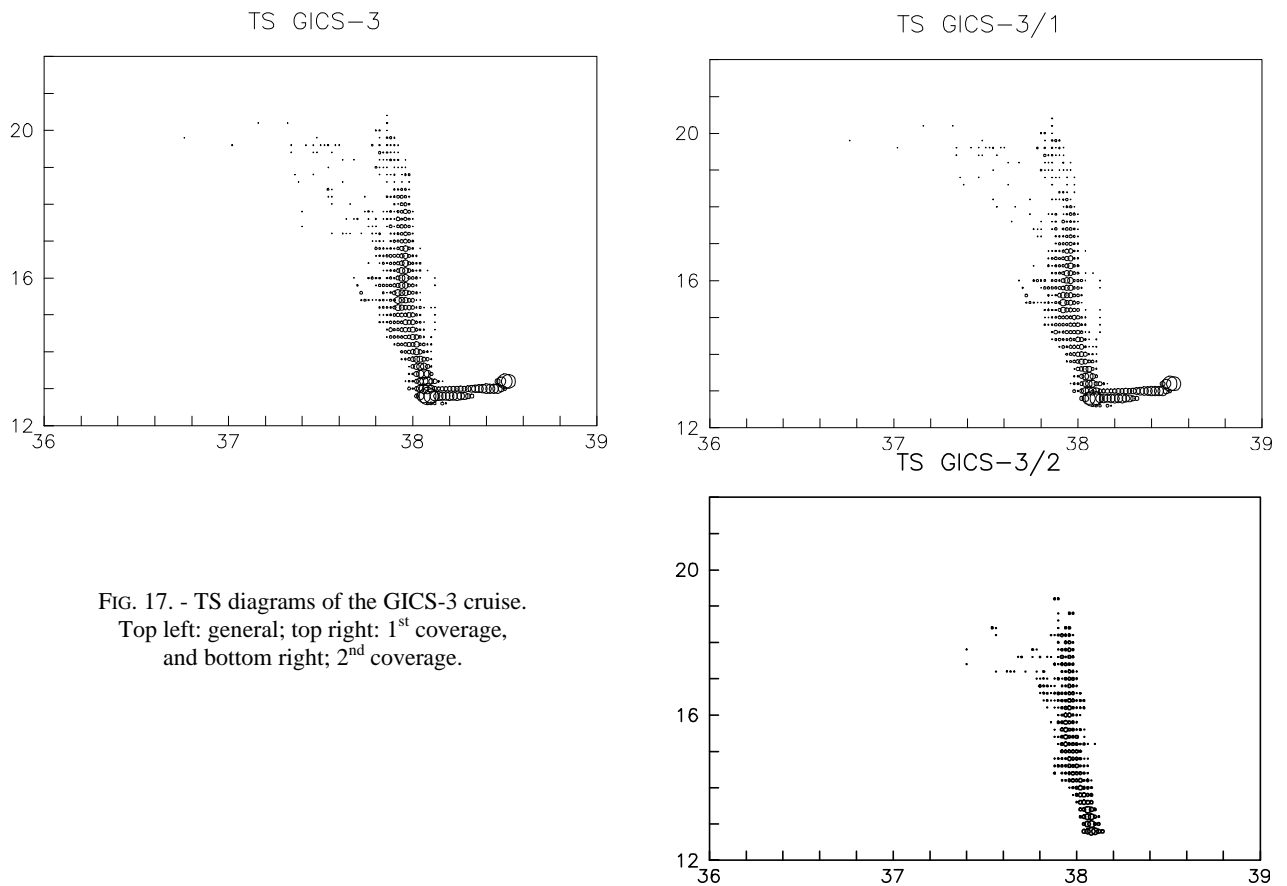 TS GICS-3
20
16
12
36 37 38 39
TS GICS-3/1
20
16
12
36 37 38 39
TS GICS-3/2
20
16
12
36 37 38 39
FIG. 17. - TS diagrams of the GICS-3 cruise.
Top left: general; top right: 1st coverage,
and bottom right; 2nd coverage.